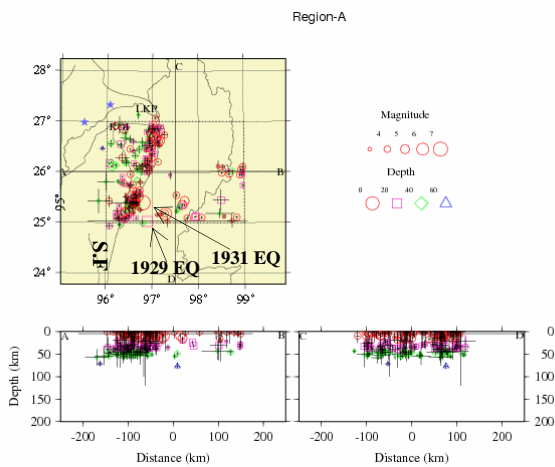 Region-A
C
28°
27°
26°
25°
24°
LKP
KGR
A
B
95°
S.F
1931 EQ
1929 EQ
D
96°
97°
98°
99°
Magnitude
4 5 6 7
Depth
0 20 40 60
A B
C D
Depth (km)
0
50
100
150
200
-200 -100 0 100 200
Distance (km)
0
50
100
150
200
-200 -100 0 100 200
Distance (km)